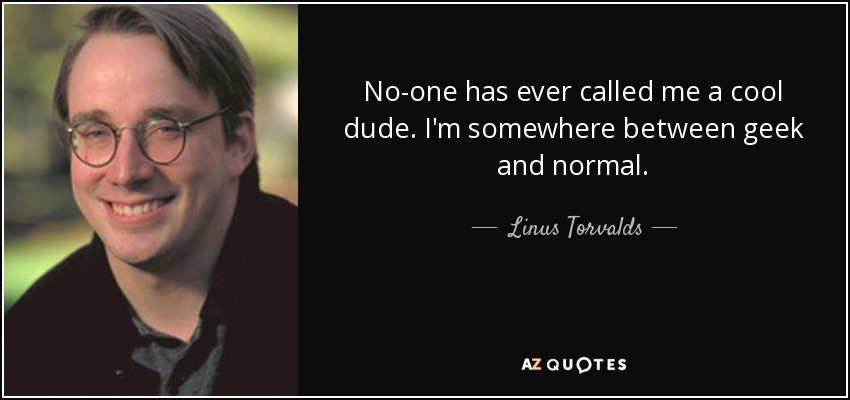 No-one has ever called me a cool
dude. I'm somewhere between geek
and normal.
Linus Torvalds
AZ QUOTES